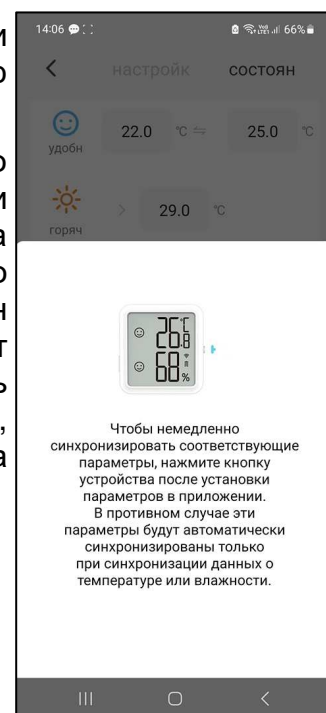 14:06
66%
настройк состоян
22.0 °C ⇋ 25.0 °C
удобн
> 29.0 °C
горяч
26.8 °C
68%
Чтобы немедленно
синхронизировать соответствующие
параметры, нажмите кнопку
устройства после установки
параметров в приложении.
В противном случае эти
параметры будут автоматически
синхронизированы только
при синхронизации данных о
температуре или влажности.